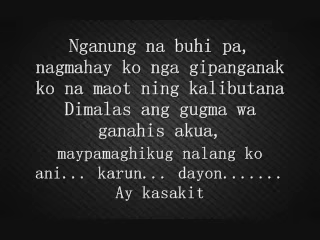 Nganung na buhi pa,
nagmahay ko nga gipanganak
ko na maot ning kalibutana
Dimalas ang gugma wa
ganahis akua,
maypamaghikug nalang ko
ani... karun... dayon.......
Ay kasakit